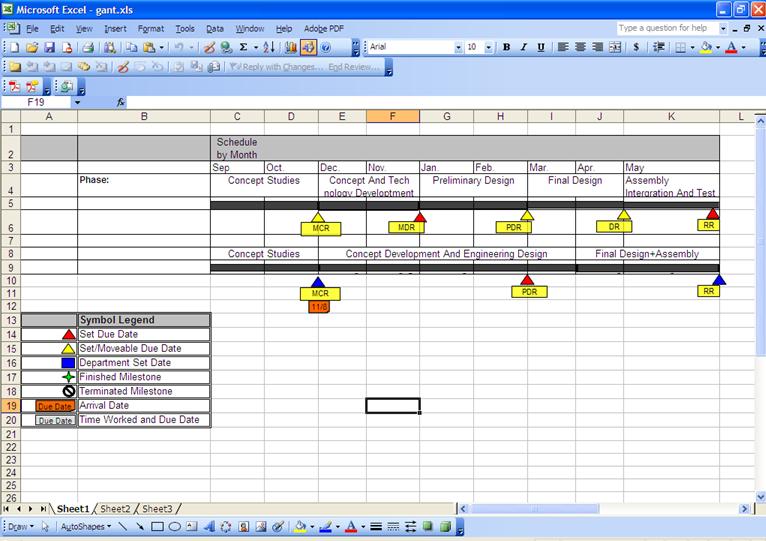 Microsoft Excel - gant.xls
File Edit View Insert Format Tools Data Window Help Adobe PDF
Type a question for help
Arial 10 B I U $
Reply with Changes... End Review...
F19 fx
A B C D E F G H I J K L
1
2 Schedule
by Month
3 Sep Oct. Dec. Nov. Jan. Feb. Mar. Apr. May
4 Phase: Concept Studies Concept And Tech Preliminary Design Final Design Assembly
nology Developtment Intergration And Test
5
6 MCR MDR PDR DR RR
7
8 Concept Studies Concept Development And Engineering Design Final Design+Assembly
9
10
11 MCR PDR RR
12 11/8
13 Symbol Legend
14 Set Due Date
15 Set/Moveable Due Date
16 Department Set Date
17 Finished Milestone
18 Terminated Milestone
19 Due Date Arrival Date
20 Due Date Time Worked and Due Date
21
22
23
24
25
26
Sheet1 Sheet2 Sheet3
Draw AutoShapes A A